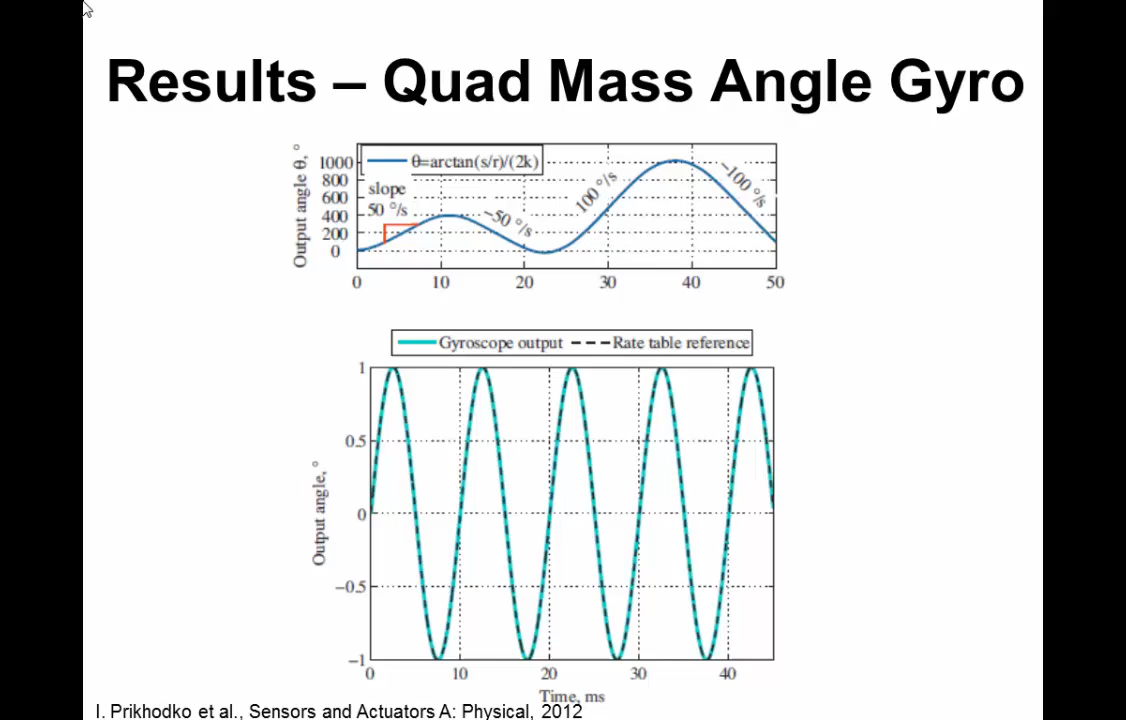 Results – Quad Mass Angle Gyro
Output angle θ, °
1000
800
600
400
200
0
θ=arctan(s/r)/(2k)
slope
50 °/s
−50 °/s
100 °/s
−100 °/s
0 10 20 30 40 50
Gyroscope output Rate table reference
Output angle, °
1
0.5
0
−0.5
−1
0 10 20 30 40
Time, ms
I. Prikhodko et al., Sensors and Actuators A: Physical, 2012